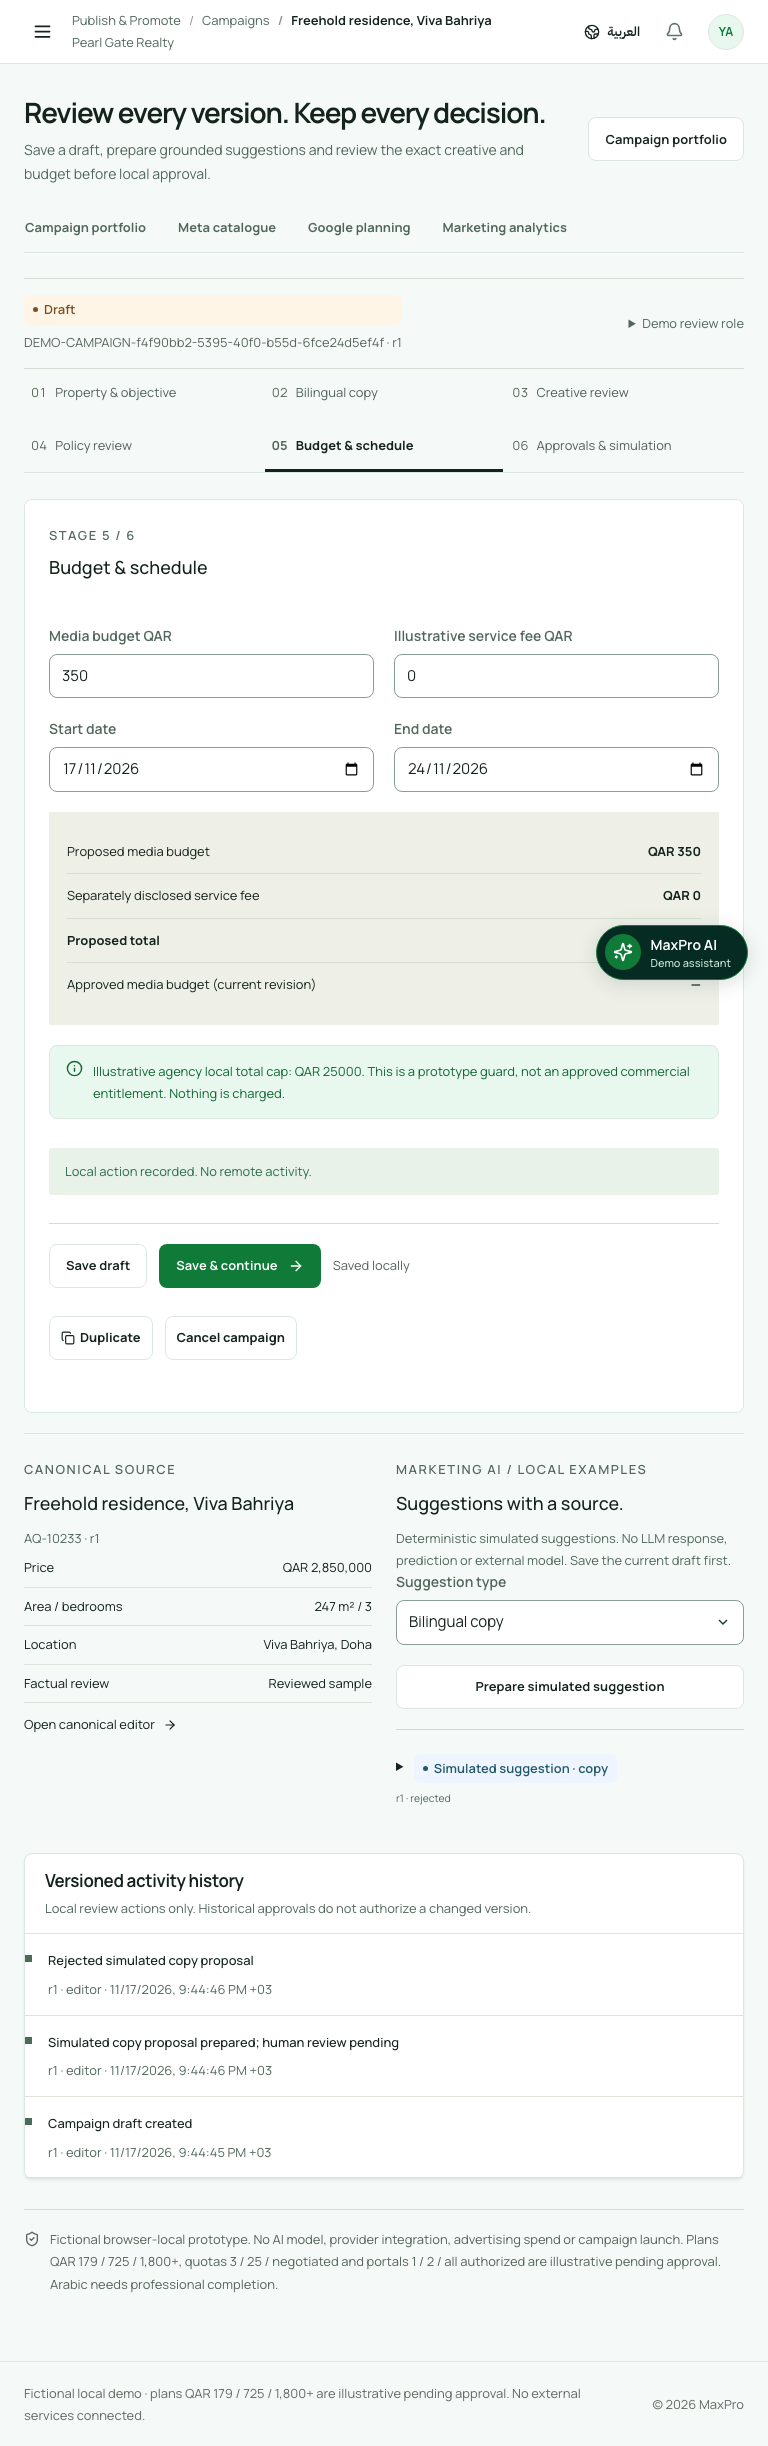 Publish & Promote / Campaigns / Freehold residence, Viva Bahriya
Pearl Gate Realty
العربية
YA
Review every version. Keep every decision.
Save a draft, prepare grounded suggestions and review the exact creative and
budget before local approval.
Campaign portfolio
Campaign portfolio
Meta catalogue
Google planning
Marketing analytics
Draft
DEMO-CAMPAIGN-f4f90bb2-5395-40f0-b55d-6fce24d5ef4f · r1
Demo review role
01 Property & objective
02 Bilingual copy
03 Creative review
04 Policy review
05 Budget & schedule
06 Approvals & simulation
STAGE 5 / 6
Budget & schedule
Media budget QAR
Illustrative service fee QAR
350
0
Start date
End date
17/11/2026
24/11/2026
Proposed media budget QAR 350
Separately disclosed service fee QAR 0
Proposed total
MaxPro AI
Demo assistant
Approved media budget (current revision) —
Illustrative agency local total cap: QAR 25000. This is a prototype guard, not an approved commercial
entitlement. Nothing is charged.
Local action recorded. No remote activity.
Save draft
Save & continue
Saved locally
Duplicate
Cancel campaign
CANONICAL SOURCE
Freehold residence, Viva Bahriya
AQ-10233 · r1
Price QAR 2,850,000
Area / bedrooms 247 m² / 3
Location Viva Bahriya, Doha
Factual review Reviewed sample
Open canonical editor
MARKETING AI / LOCAL EXAMPLES
Suggestions with a source.
Deterministic simulated suggestions. No LLM response,
prediction or external model. Save the current draft first.
Suggestion type
Bilingual copy
Prepare simulated suggestion
Simulated suggestion · copy
r1 · rejected
Versioned activity history
Local review actions only. Historical approvals do not authorize a changed version.
Rejected simulated copy proposal
r1 · editor · 11/17/2026, 9:44:46 PM +03
Simulated copy proposal prepared; human review pending
r1 · editor · 11/17/2026, 9:44:46 PM +03
Campaign draft created
r1 · editor · 11/17/2026, 9:44:45 PM +03
Fictional browser-local prototype. No AI model, provider integration, advertising spend or campaign launch. Plans
QAR 179 / 725 / 1,800+, quotas 3 / 25 / negotiated and portals 1 / 2 / all authorized are illustrative pending approval.
Arabic needs professional completion.
Fictional local demo · plans QAR 179 / 725 / 1,800+ are illustrative pending approval. No external
services connected.
© 2026 MaxPro